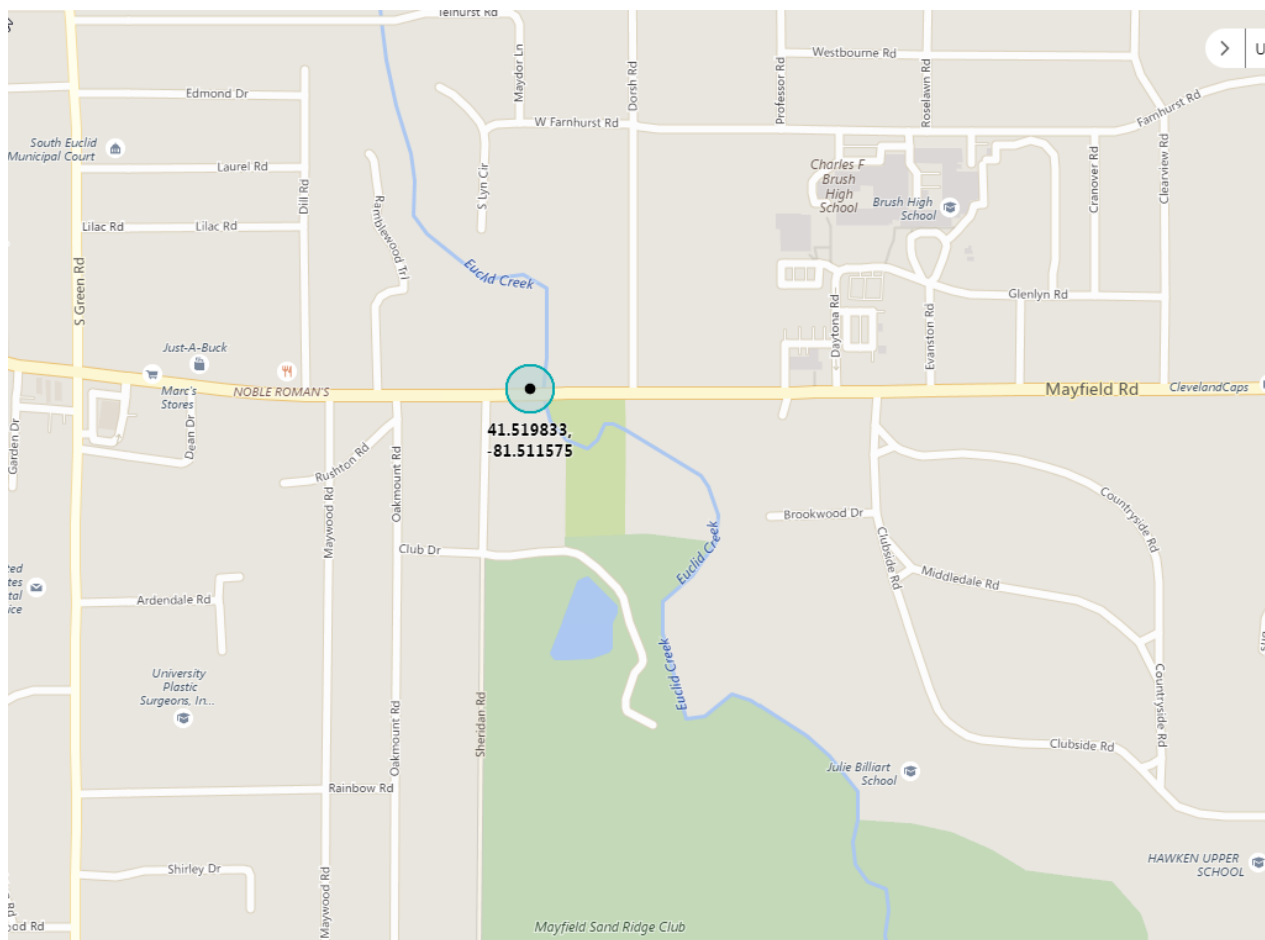 Telhurst Rd
Westbourne Rd
U
Edmond Dr
Maydor Ln
Dorsh Rd
Professor Rd
Roselawn Rd
Farnhurst Rd
W Farnhurst Rd
South Euclid
Municipal Court
Laurel Rd
Dill Rd
S Lyn Cir
Charles F
Brush
High
School
Brush High
School
Cranover Rd
Clearview Rd
Lilac Rd
Lilac Rd
Ramblewood Trl
S Green Rd
Euclid Creek
Glenlyn Rd
Daytona Rd
Evanston Rd
Just-A-Buck
Marc's
Stores
NOBLE ROMAN'S
Mayfield Rd
ClevelandCaps
Garden Dr
Dean Dr
41.519833,
-81.511575
Rushton Rd
Maywood Rd
Oakmount Rd
Countryside Rd
Brookwood Dr
Club Dr
Euclid Creek
Clubside Rd
Middledale Rd
Ardendale Rd
University
Plastic
Surgeons, In...
Euclid Creek
Sheridan Rd
Oakmount Rd
Countryside Rd
Clubside Rd
Julie Billiart
School
Rainbow Rd
Shirley Dr
Maywood Rd
HAWKEN UPPER
SCHOOL
Mayfield Sand Ridge Club